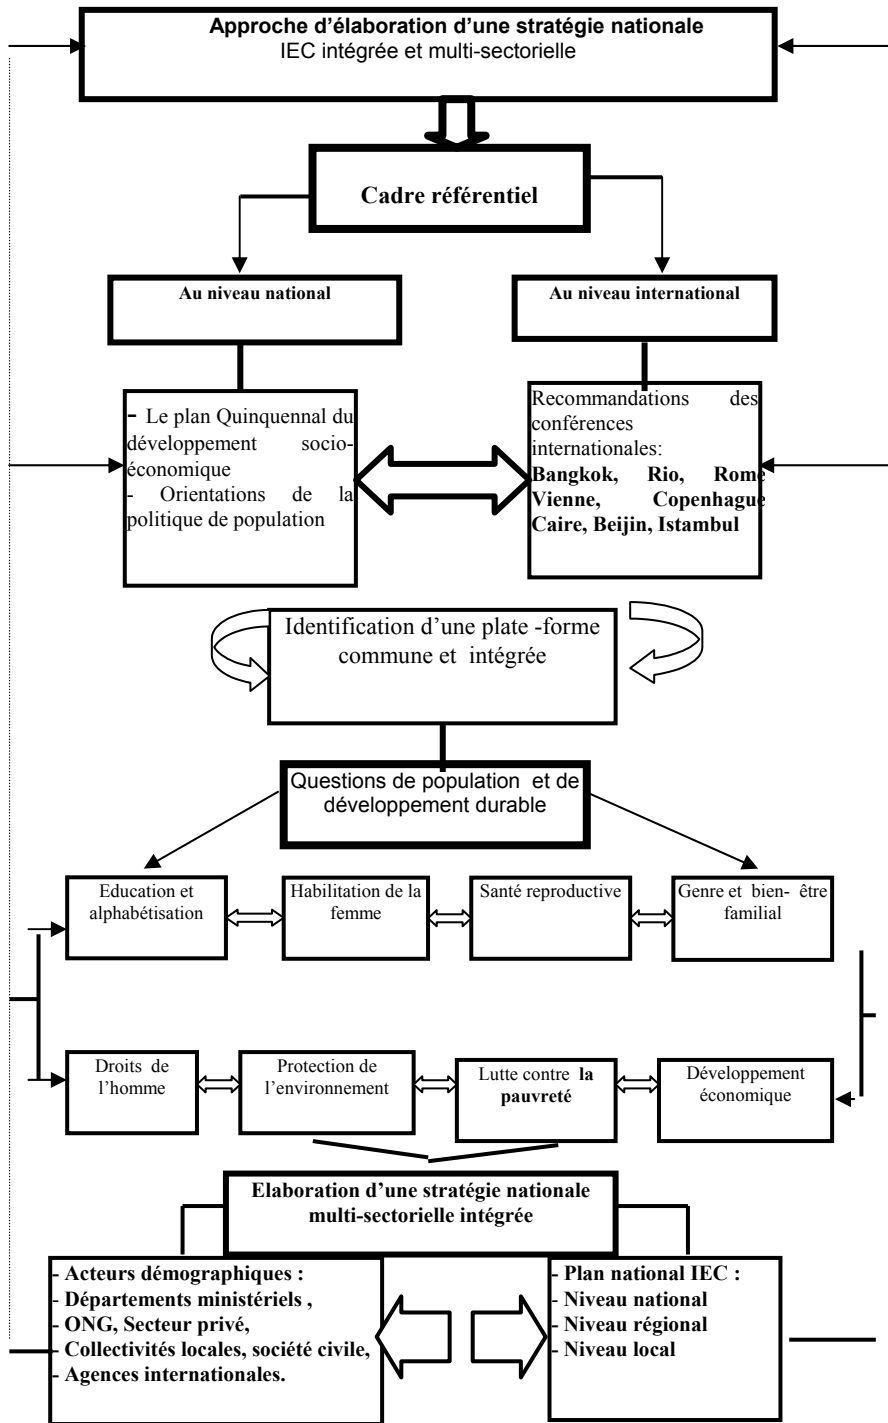 Approche d’élaboration d’une stratégie nationale
IEC intégrée et multi-sectorielle
Cadre référentiel
Au niveau national
Au niveau international
- Le plan Quinquennal du
développement socio-
économique
- Orientations de la
politique de population
Recommandations des
conférences
internationales:
Bangkok, Rio, Rome
Vienne, Copenhague
Caire, Beijin, Istambul
Identification d’une plate -forme
commune et intégrée
Questions de population et de
développement durable
Education et
alphabétisation
Habilitation de la
femme
Santé reproductive
Genre et bien- être
familial
Droits de
l’homme
Protection de
l’environnement
Lutte contre la
pauvreté
Développement
économique
Elaboration d’une stratégie nationale
multi-sectorielle intégrée
- Acteurs démographiques :
- Départements ministériels ,
- ONG, Secteur privé,
- Collectivités locales, société civile,
- Agences internationales.
- Plan national IEC :
- Niveau national
- Niveau régional
- Niveau local